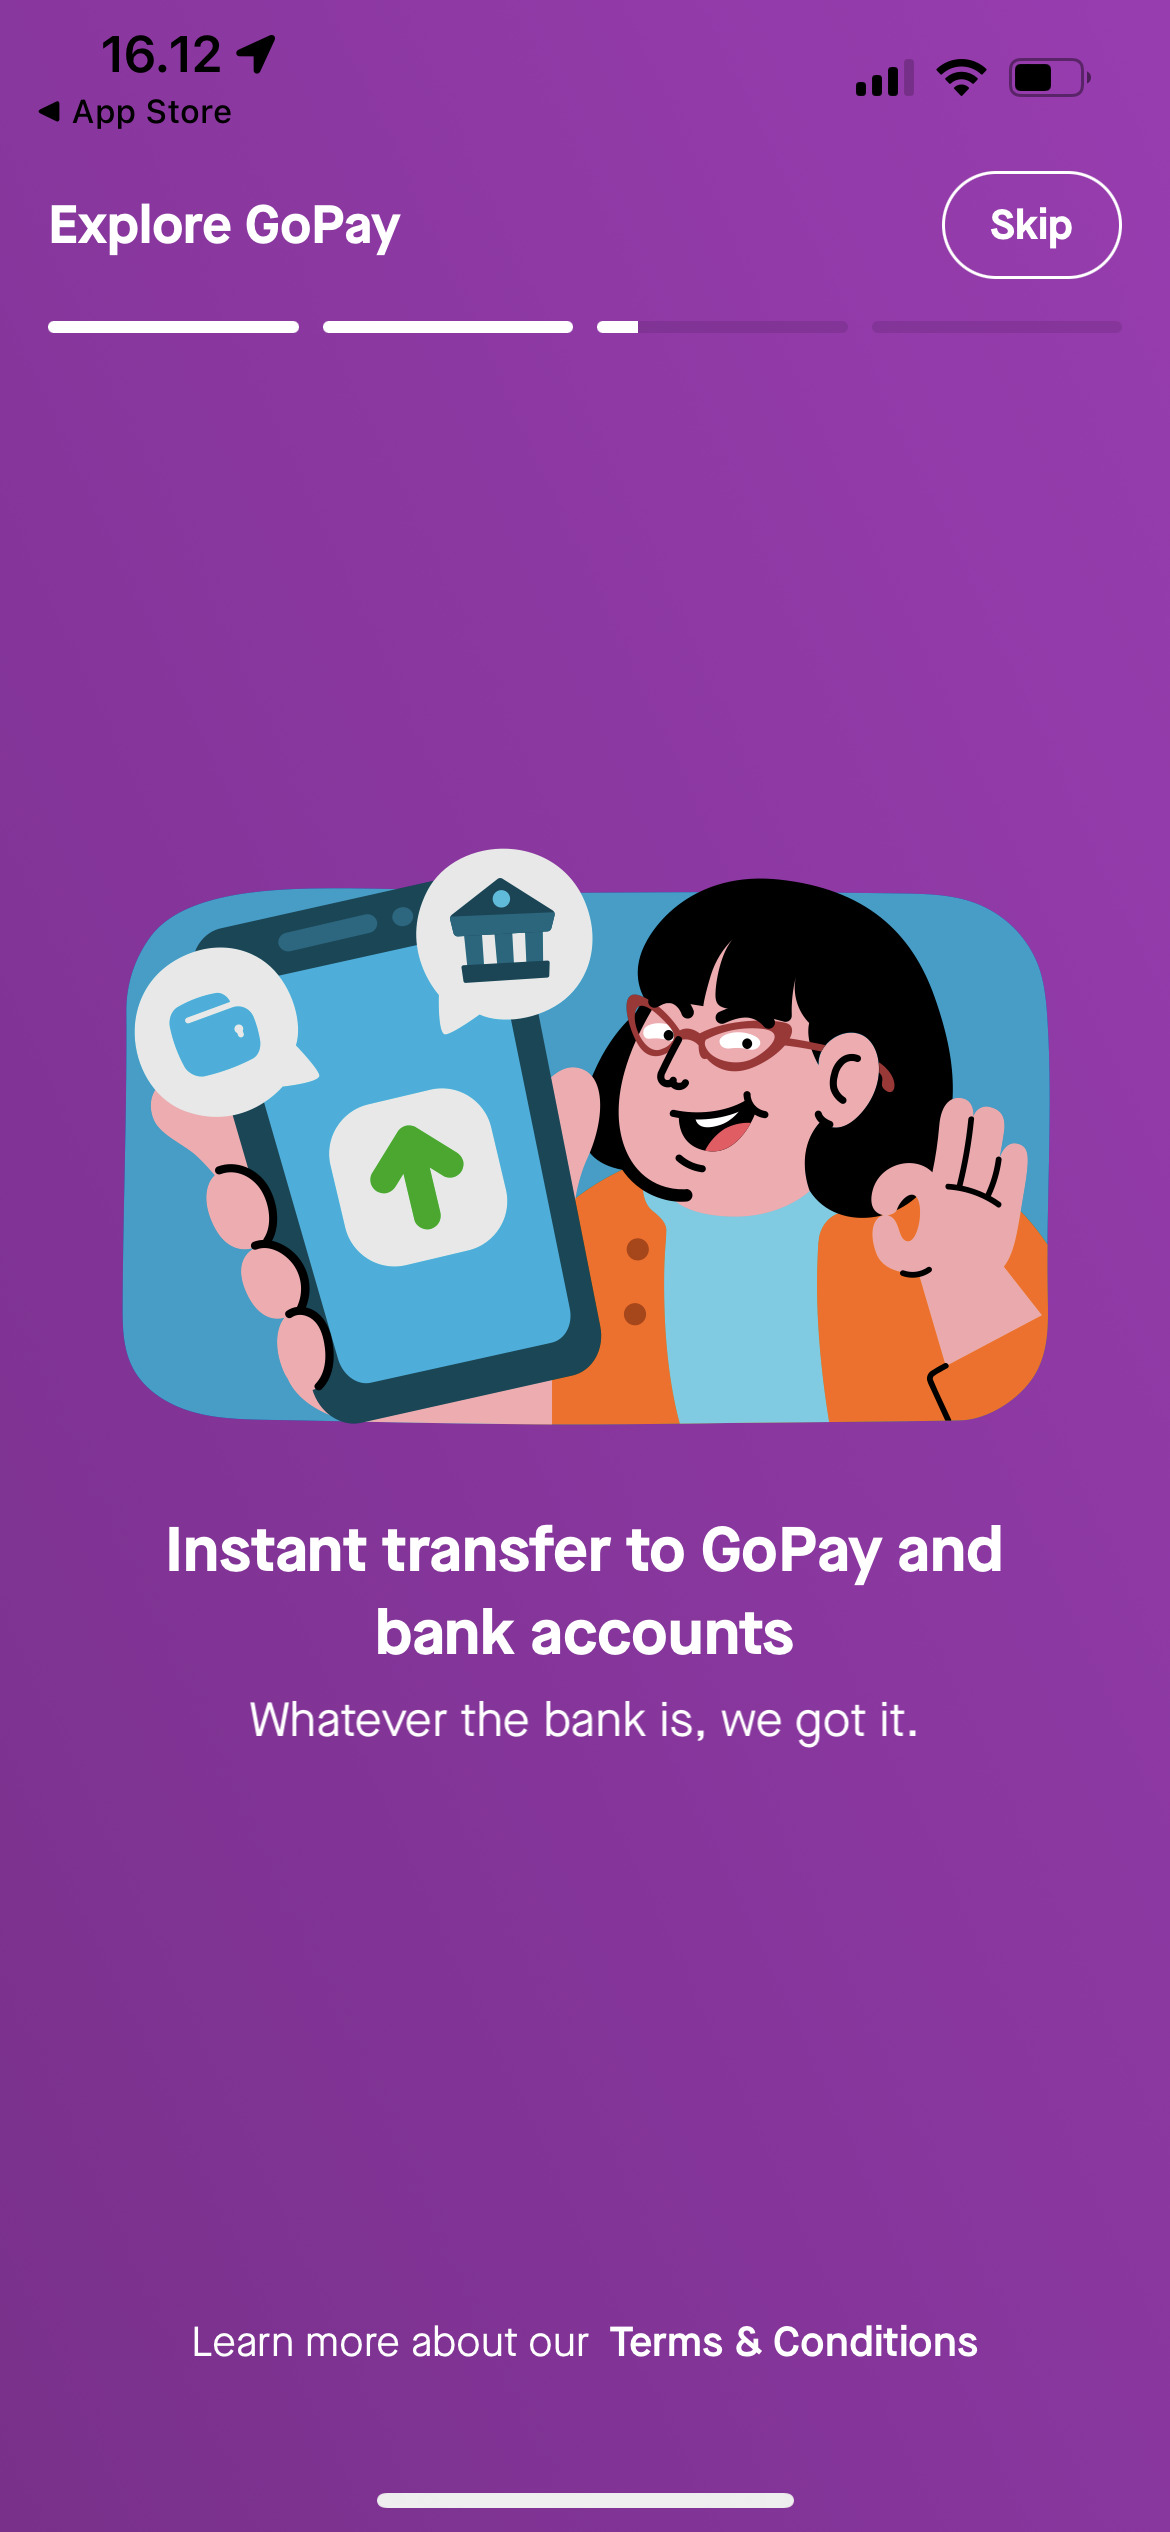 16.12
App Store
Explore GoPay
Skip
Instant transfer to GoPay and
bank accounts
Whatever the bank is, we got it.
Learn more about our Terms & Conditions